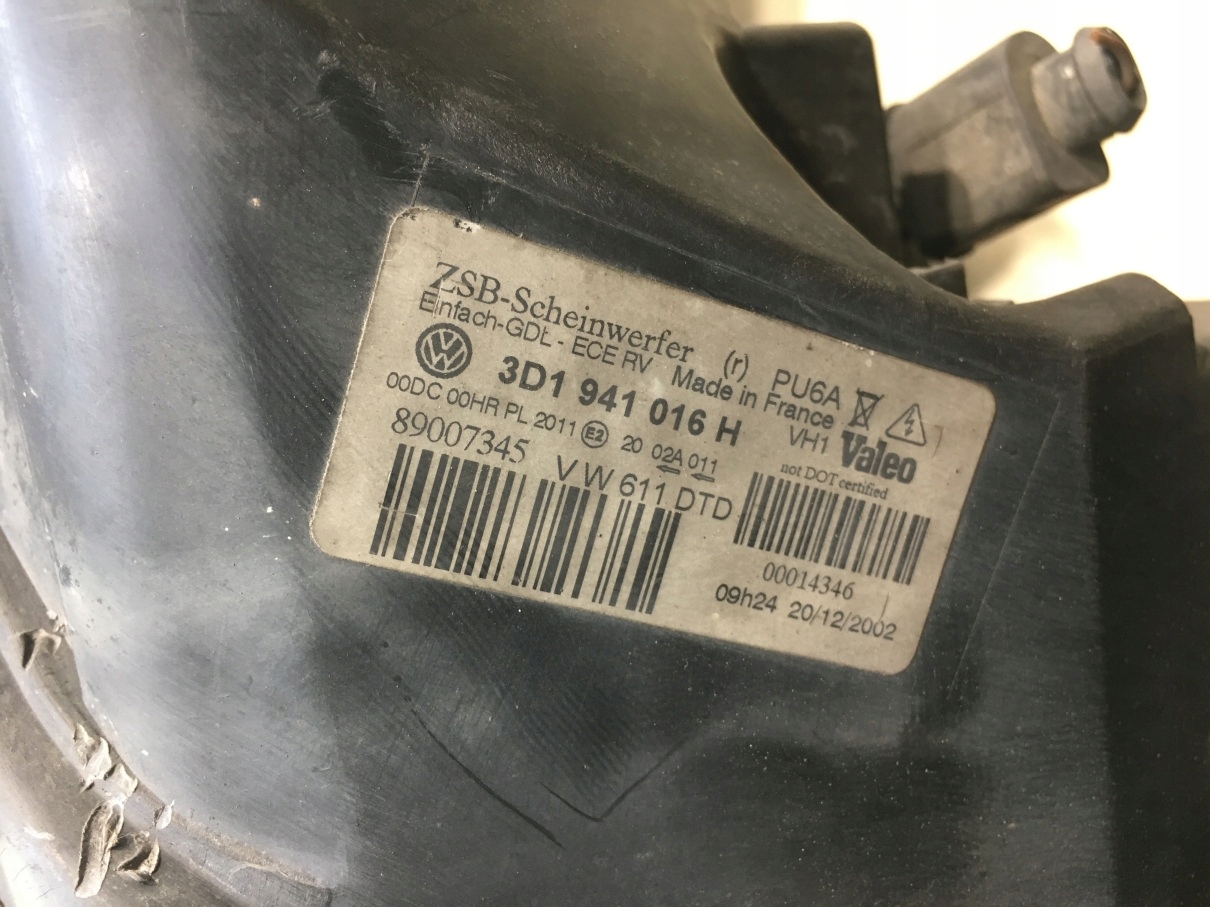 ZSB-Scheinwerfer (r) PU6A
Einfach-GDL - ECE RV Made in France
3D1 941 016 H VH1 Valeo
00DC 00HR PL 2011 E2 20 02A 011 not DOT certified
89007345 VW 611 DTD
00014346
09h24 20/12/2002